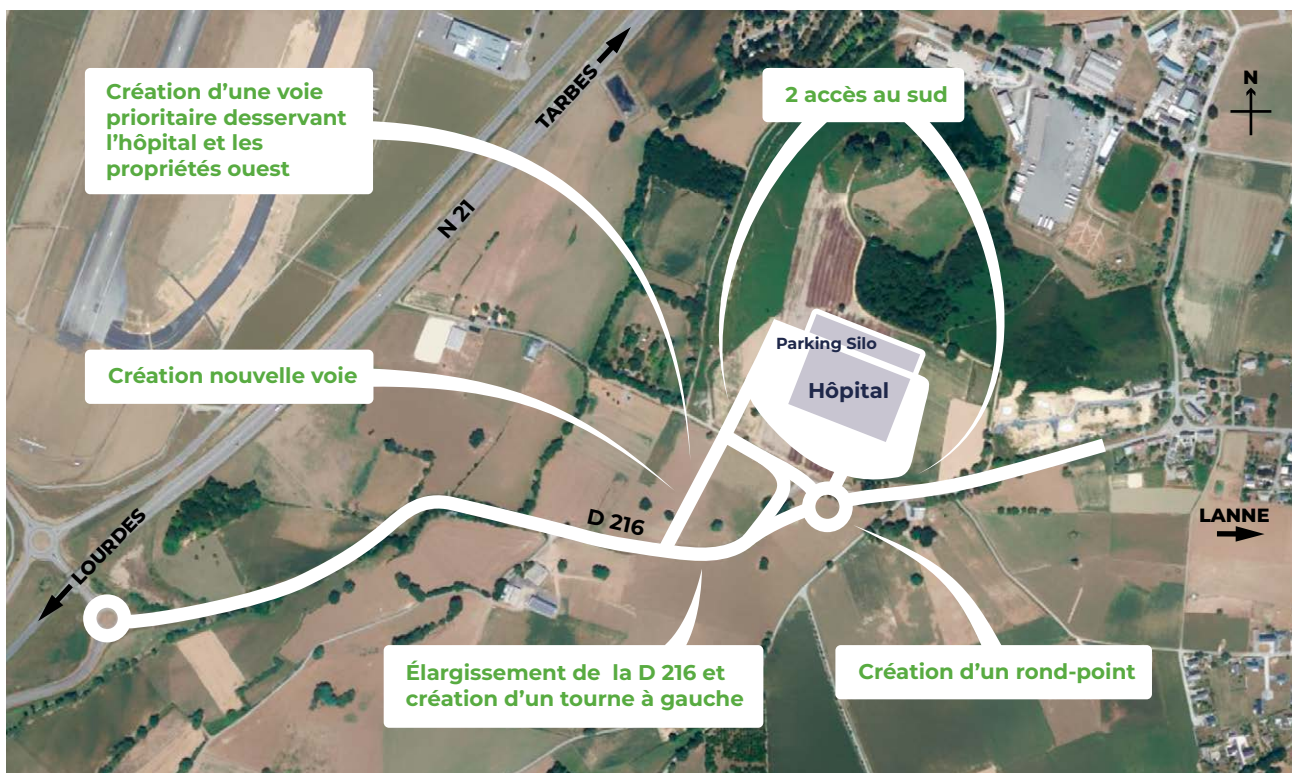 Création d’une voie
prioritaire desservant
l’hôpital et les
propriétés ouest
TARBES
2 accès au sud
N
N 21
Parking Silo
Hôpital
Création nouvelle voie
D 216
LANNE
LOURDES
Élargissement de la D 216 et
création d’un tourne à gauche
Création d’un rond-point